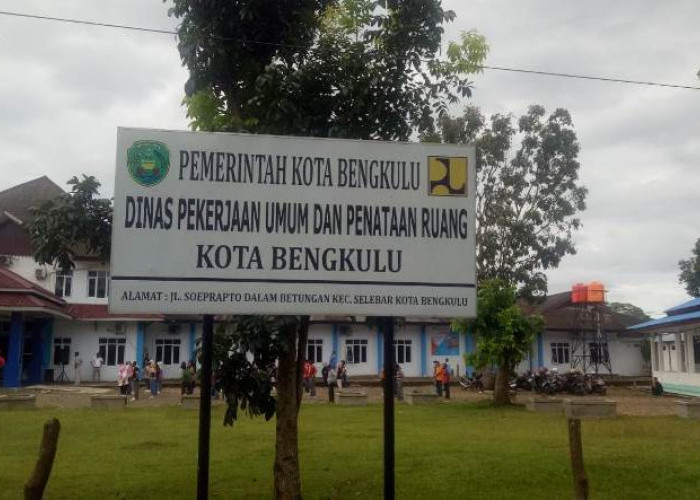 PEMERINTAH KOTA BENGKULU
DINAS PEKERJAAN UMUM DAN PENATAAN RUANG
KOTA BENGKULU
ALAMAT : JL. SOEPRAPTO DALAM BETUNGAN KEC. SELEBAR KOTA BENGKULU